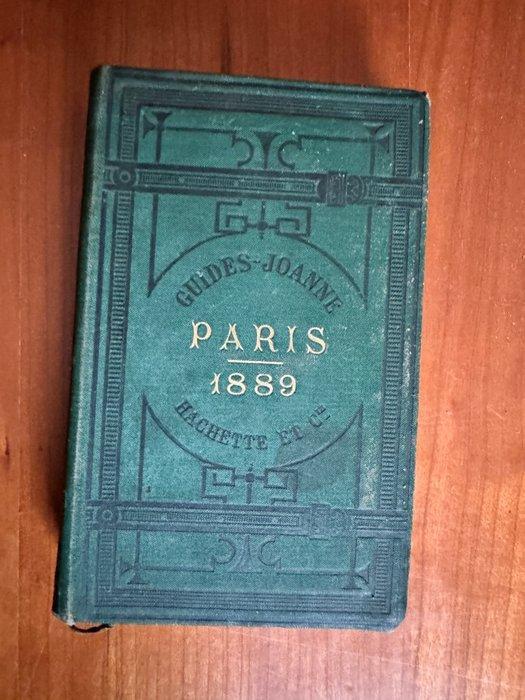 GUIDES-JOANNE
PARIS
1889
HACHETTE ET Cie